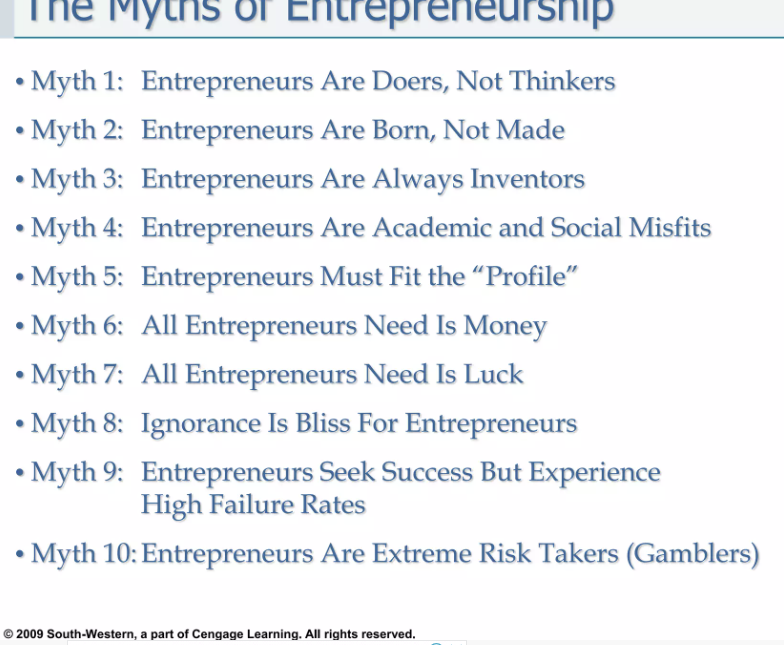 The Myths of Entrepreneurship
• Myth 1: Entrepreneurs Are Doers, Not Thinkers
• Myth 2: Entrepreneurs Are Born, Not Made
• Myth 3: Entrepreneurs Are Always Inventors
• Myth 4: Entrepreneurs Are Academic and Social Misfits
• Myth 5: Entrepreneurs Must Fit the “Profile”
• Myth 6: All Entrepreneurs Need Is Money
• Myth 7: All Entrepreneurs Need Is Luck
• Myth 8: Ignorance Is Bliss For Entrepreneurs
• Myth 9: Entrepreneurs Seek Success But Experience
High Failure Rates
• Myth 10: Entrepreneurs Are Extreme Risk Takers (Gamblers)
© 2009 South-Western, a part of Cengage Learning. All rights reserved.